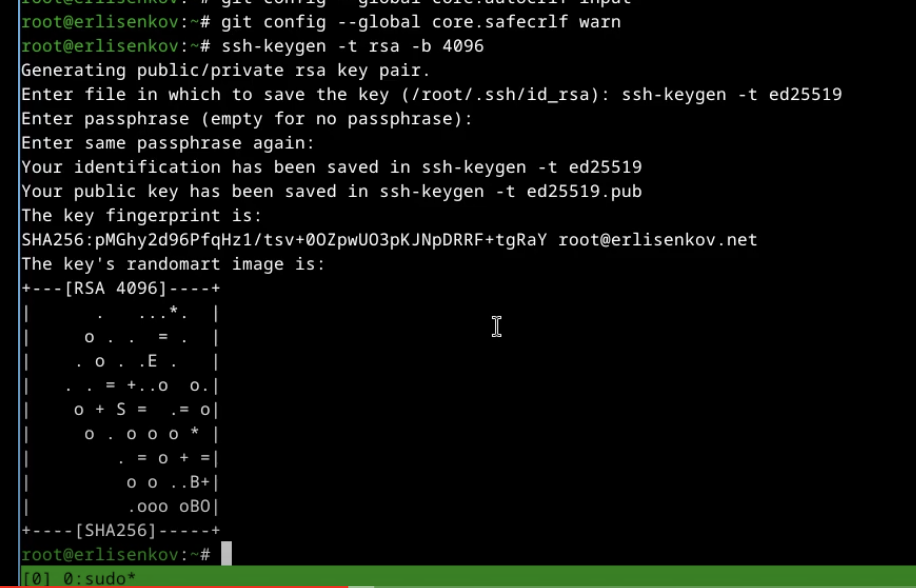 root@erlisenkov:~# git config --global core.autocrlf input
root@erlisenkov:~# git config --global core.safecrlf warn
root@erlisenkov:~# ssh-keygen -t rsa -b 4096
Generating public/private rsa key pair.
Enter file in which to save the key (/root/.ssh/id_rsa): ssh-keygen -t ed25519
Enter passphrase (empty for no passphrase):
Enter same passphrase again:
Your identification has been saved in ssh-keygen -t ed25519
Your public key has been saved in ssh-keygen -t ed25519.pub
The key fingerprint is:
SHA256:pMGhy2d96PfqHz1/tsv+0OZpwUO3pKJNpDRRF+tgRaY root@erlisenkov.net
The key's randomart image is:
+---[RSA 4096]----+
|      .   ...*.  |
|     o . .  = .  |
|    . o . .E .   |
|   . . = +..o  o.|
|    o + S =  .= o|
|     o . o o o * |
|        . = o + =|
|         o o ..B+|
|         .ooo oBO|
+----[SHA256]-----+
root@erlisenkov:~#
[0] 0:sudo*